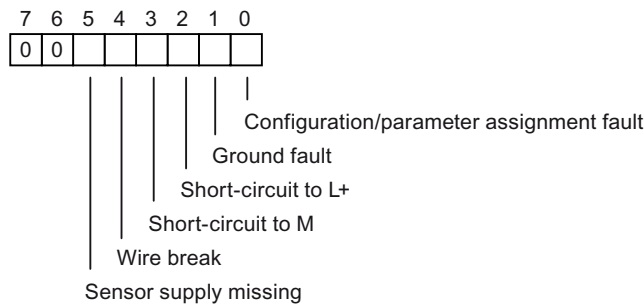 7 6 5 4 3 2 1 0
0 0
Configuration/parameter assignment fault
Ground fault
Short-circuit to L+
Short-circuit to M
Wire break
Sensor supply missing